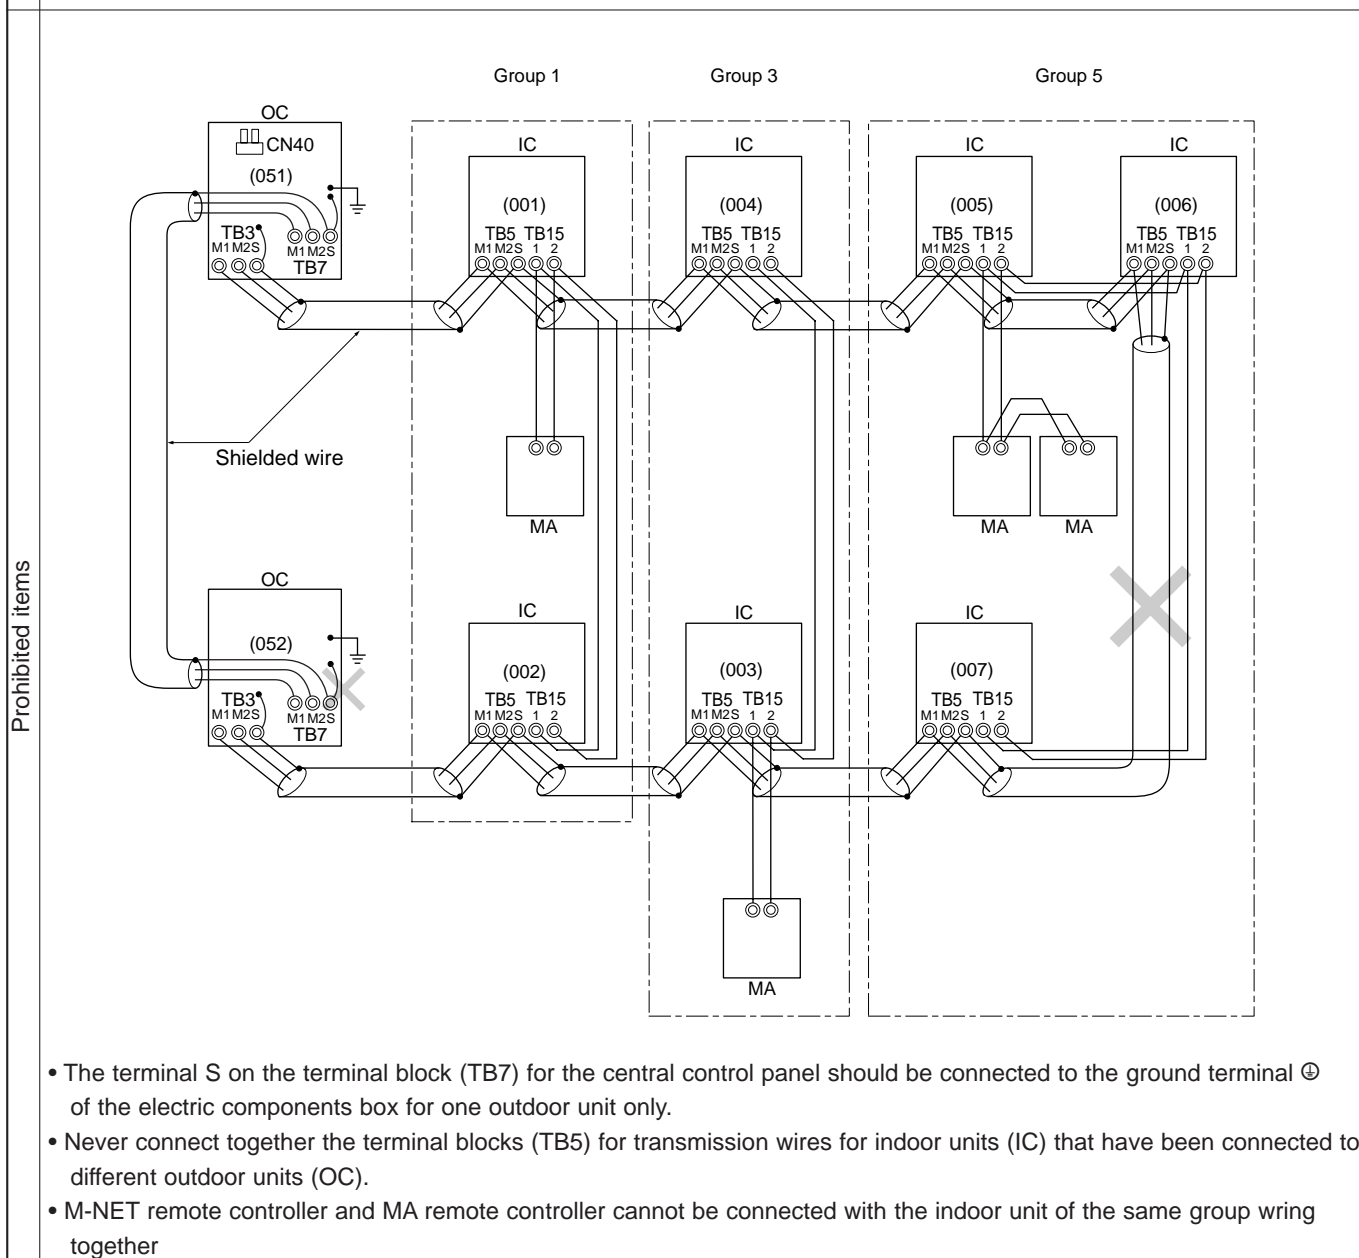 Group 1 Group 3 Group 5
OC
CN40
(051)
TB3
M1 M2 S
M1 M2 S
TB7
IC
(001)
TB5 TB15
M1 M2 S 1 2
IC
(004)
TB5 TB15
M1 M2 S 1 2
IC
(005)
TB5 TB15
M1 M2 S 1 2
IC
(006)
TB5 TB15
M1 M2 S 1 2
Shielded wire
MA
MA
MA
Prohibited items
OC
(052)
TB3
M1 M2 S
M1 M2 S
TB7
IC
(002)
TB5 TB15
M1 M2 S 1 2
IC
(003)
TB5 TB15
M1 M2 S 1 2
IC
(007)
TB5 TB15
M1 M2 S 1 2
MA
• The terminal S on the terminal block (TB7) for the central control panel should be connected to the ground terminal ⏚
of the electric components box for one outdoor unit only.
• Never connect together the terminal blocks (TB5) for transmission wires for indoor units (IC) that have been connected to
different outdoor units (OC).
• M-NET remote controller and MA remote controller cannot be connected with the indoor unit of the same group wring
together